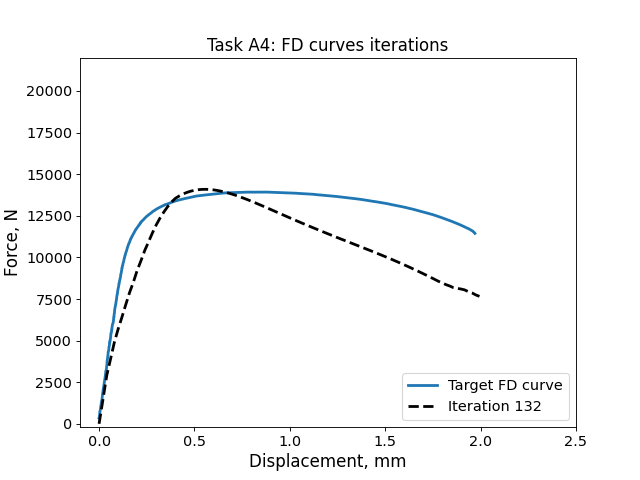 Task A4: FD curves iterations
Force, N
20000
17500
15000
12500
10000
7500
5000
2500
0
0.0 0.5 1.0 1.5 2.0 2.5
Displacement, mm
Target FD curve
Iteration 132